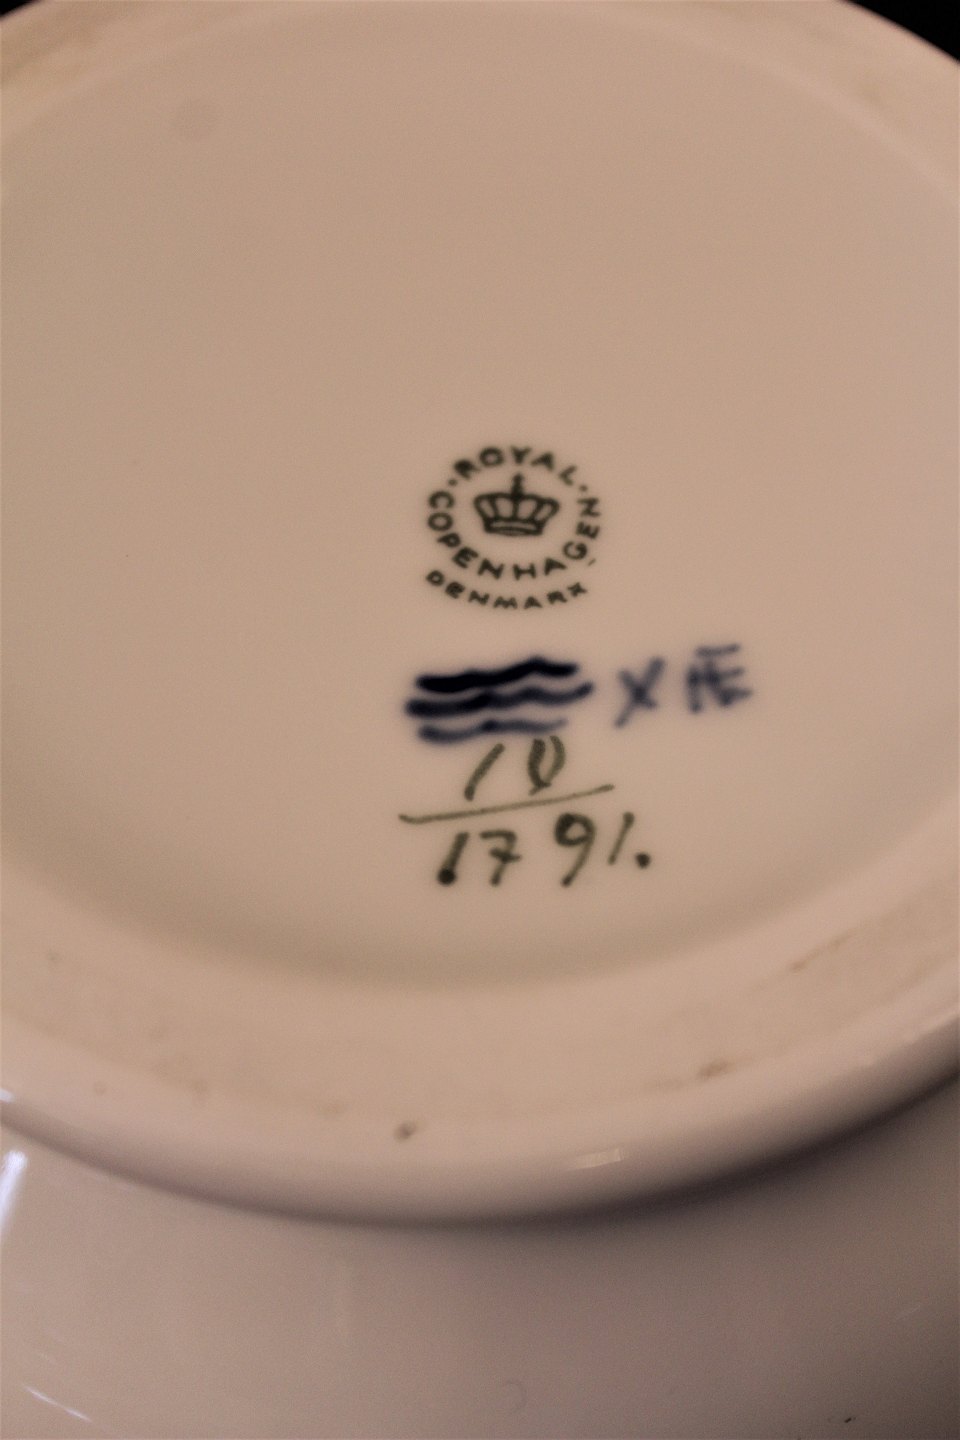 ROYAL
COPENHAGEN
DENMARK
X Æ
10
1791.